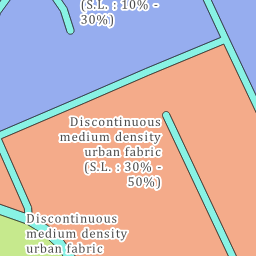 (S.L. : 10% -
30%)
Discontinuous
medium density
urban fabric
(S.L. : 30% -
50%)
Discontinuous
medium density
urban fabric